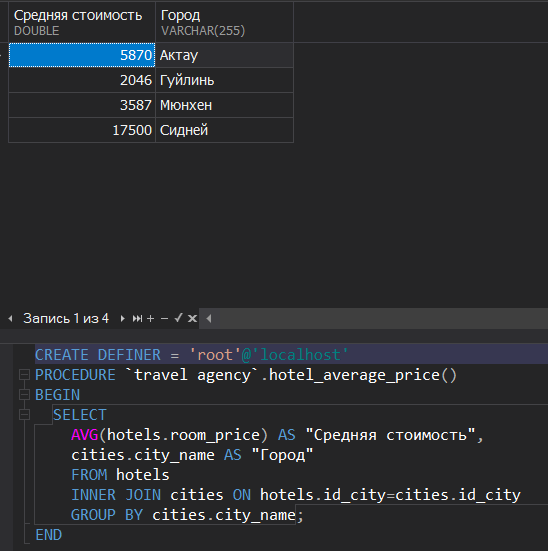 Средняя стоимость Город
DOUBLE VARCHAR(255)
5870 Актау
2046 Гуйлинь
3587 Мюнхен
17500 Сидней
Запись 1 из 4
CREATE DEFINER = 'root'@'localhost'
PROCEDURE `travel agency`.hotel_average_price()
BEGIN
SELECT
AVG(hotels.room_price) AS "Средняя стоимость",
cities.city_name AS "Город"
FROM hotels
INNER JOIN cities ON hotels.id_city=cities.id_city
GROUP BY cities.city_name;
END